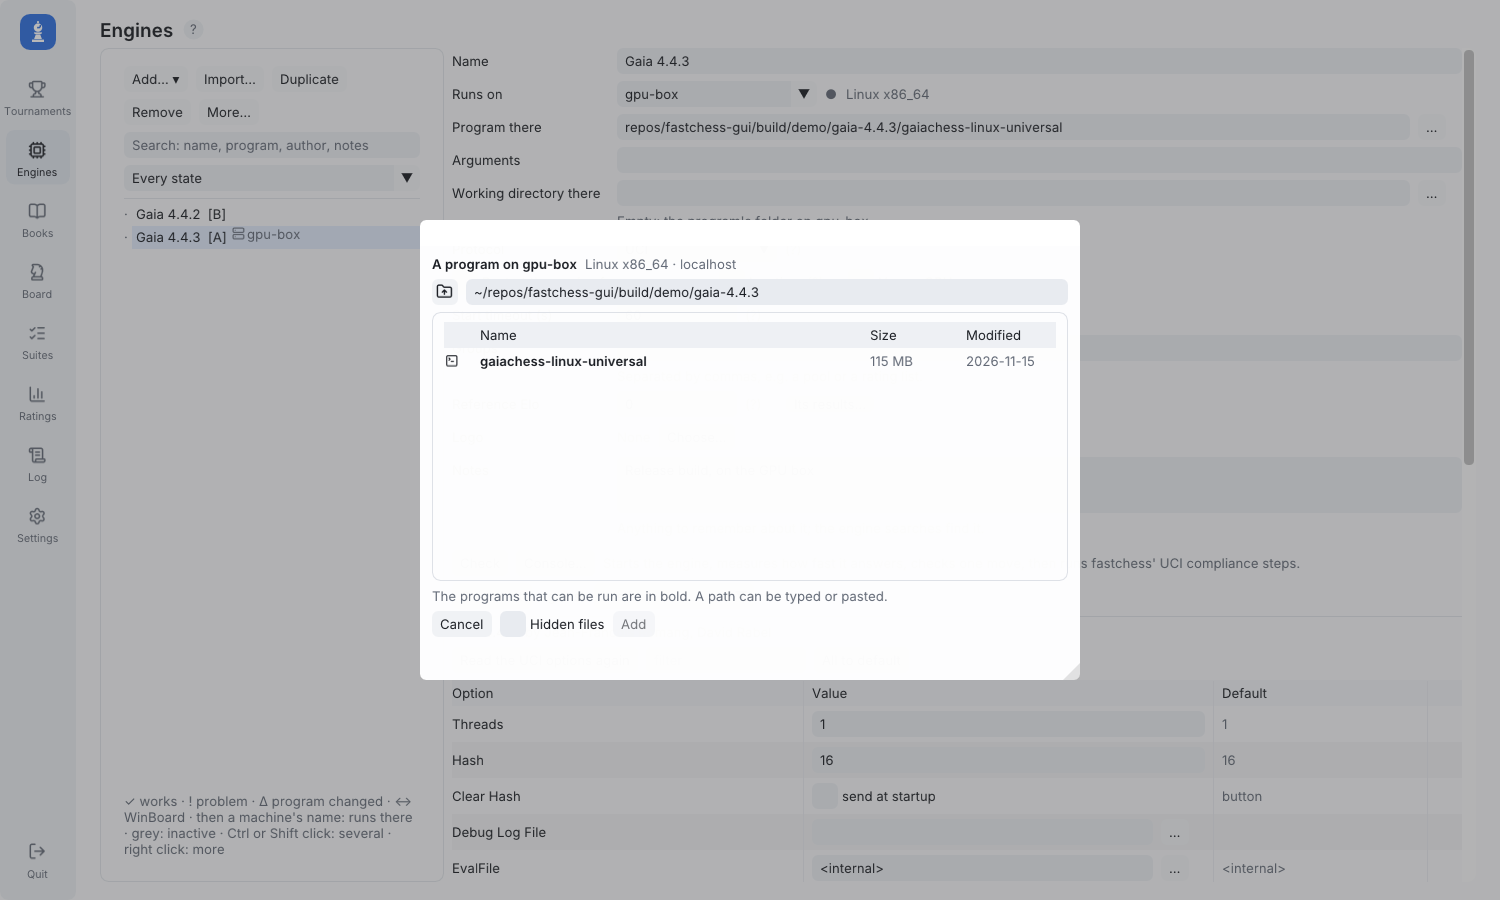 Engines ?
Tournaments
Engines
Books
Board
Suites
Ratings
Log
Settings
Quit
Add... ▾ Import... Duplicate
Remove More...
Search: name, program, author, notes
Every state ▼
· Gaia 4.4.2 [B]
· Gaia 4.4.3 [A] gpu-box
✓ works · ! problem · Δ program changed · ↔
WinBoard · then a machine's name: runs there
· grey: inactive · Ctrl or Shift click: several ·
right click: more
Name Gaia 4.4.3
Runs on gpu-box ▼ ● Linux x86_64
Program there repos/fastchess-gui/build/demo/gaia-4.4.3/gaiachess-linux-universal ...
Arguments
Working directory there ...
A program on gpu-box Linux x86_64 · localhost
~/repos/fastchess-gui/build/demo/gaia-4.4.3
Name Size Modified
gaiachess-linux-universal 115 MB 2026-11-15
The programs that can be run are in bold. A path can be typed or pasted.
Cancel Hidden files Add
s fastchess' UCI compliance steps.
Option Value Default
Threads 1 1
Hash 16 16
Clear Hash send at startup button
Debug Log File ...
EvalFile <internal> ... <internal>